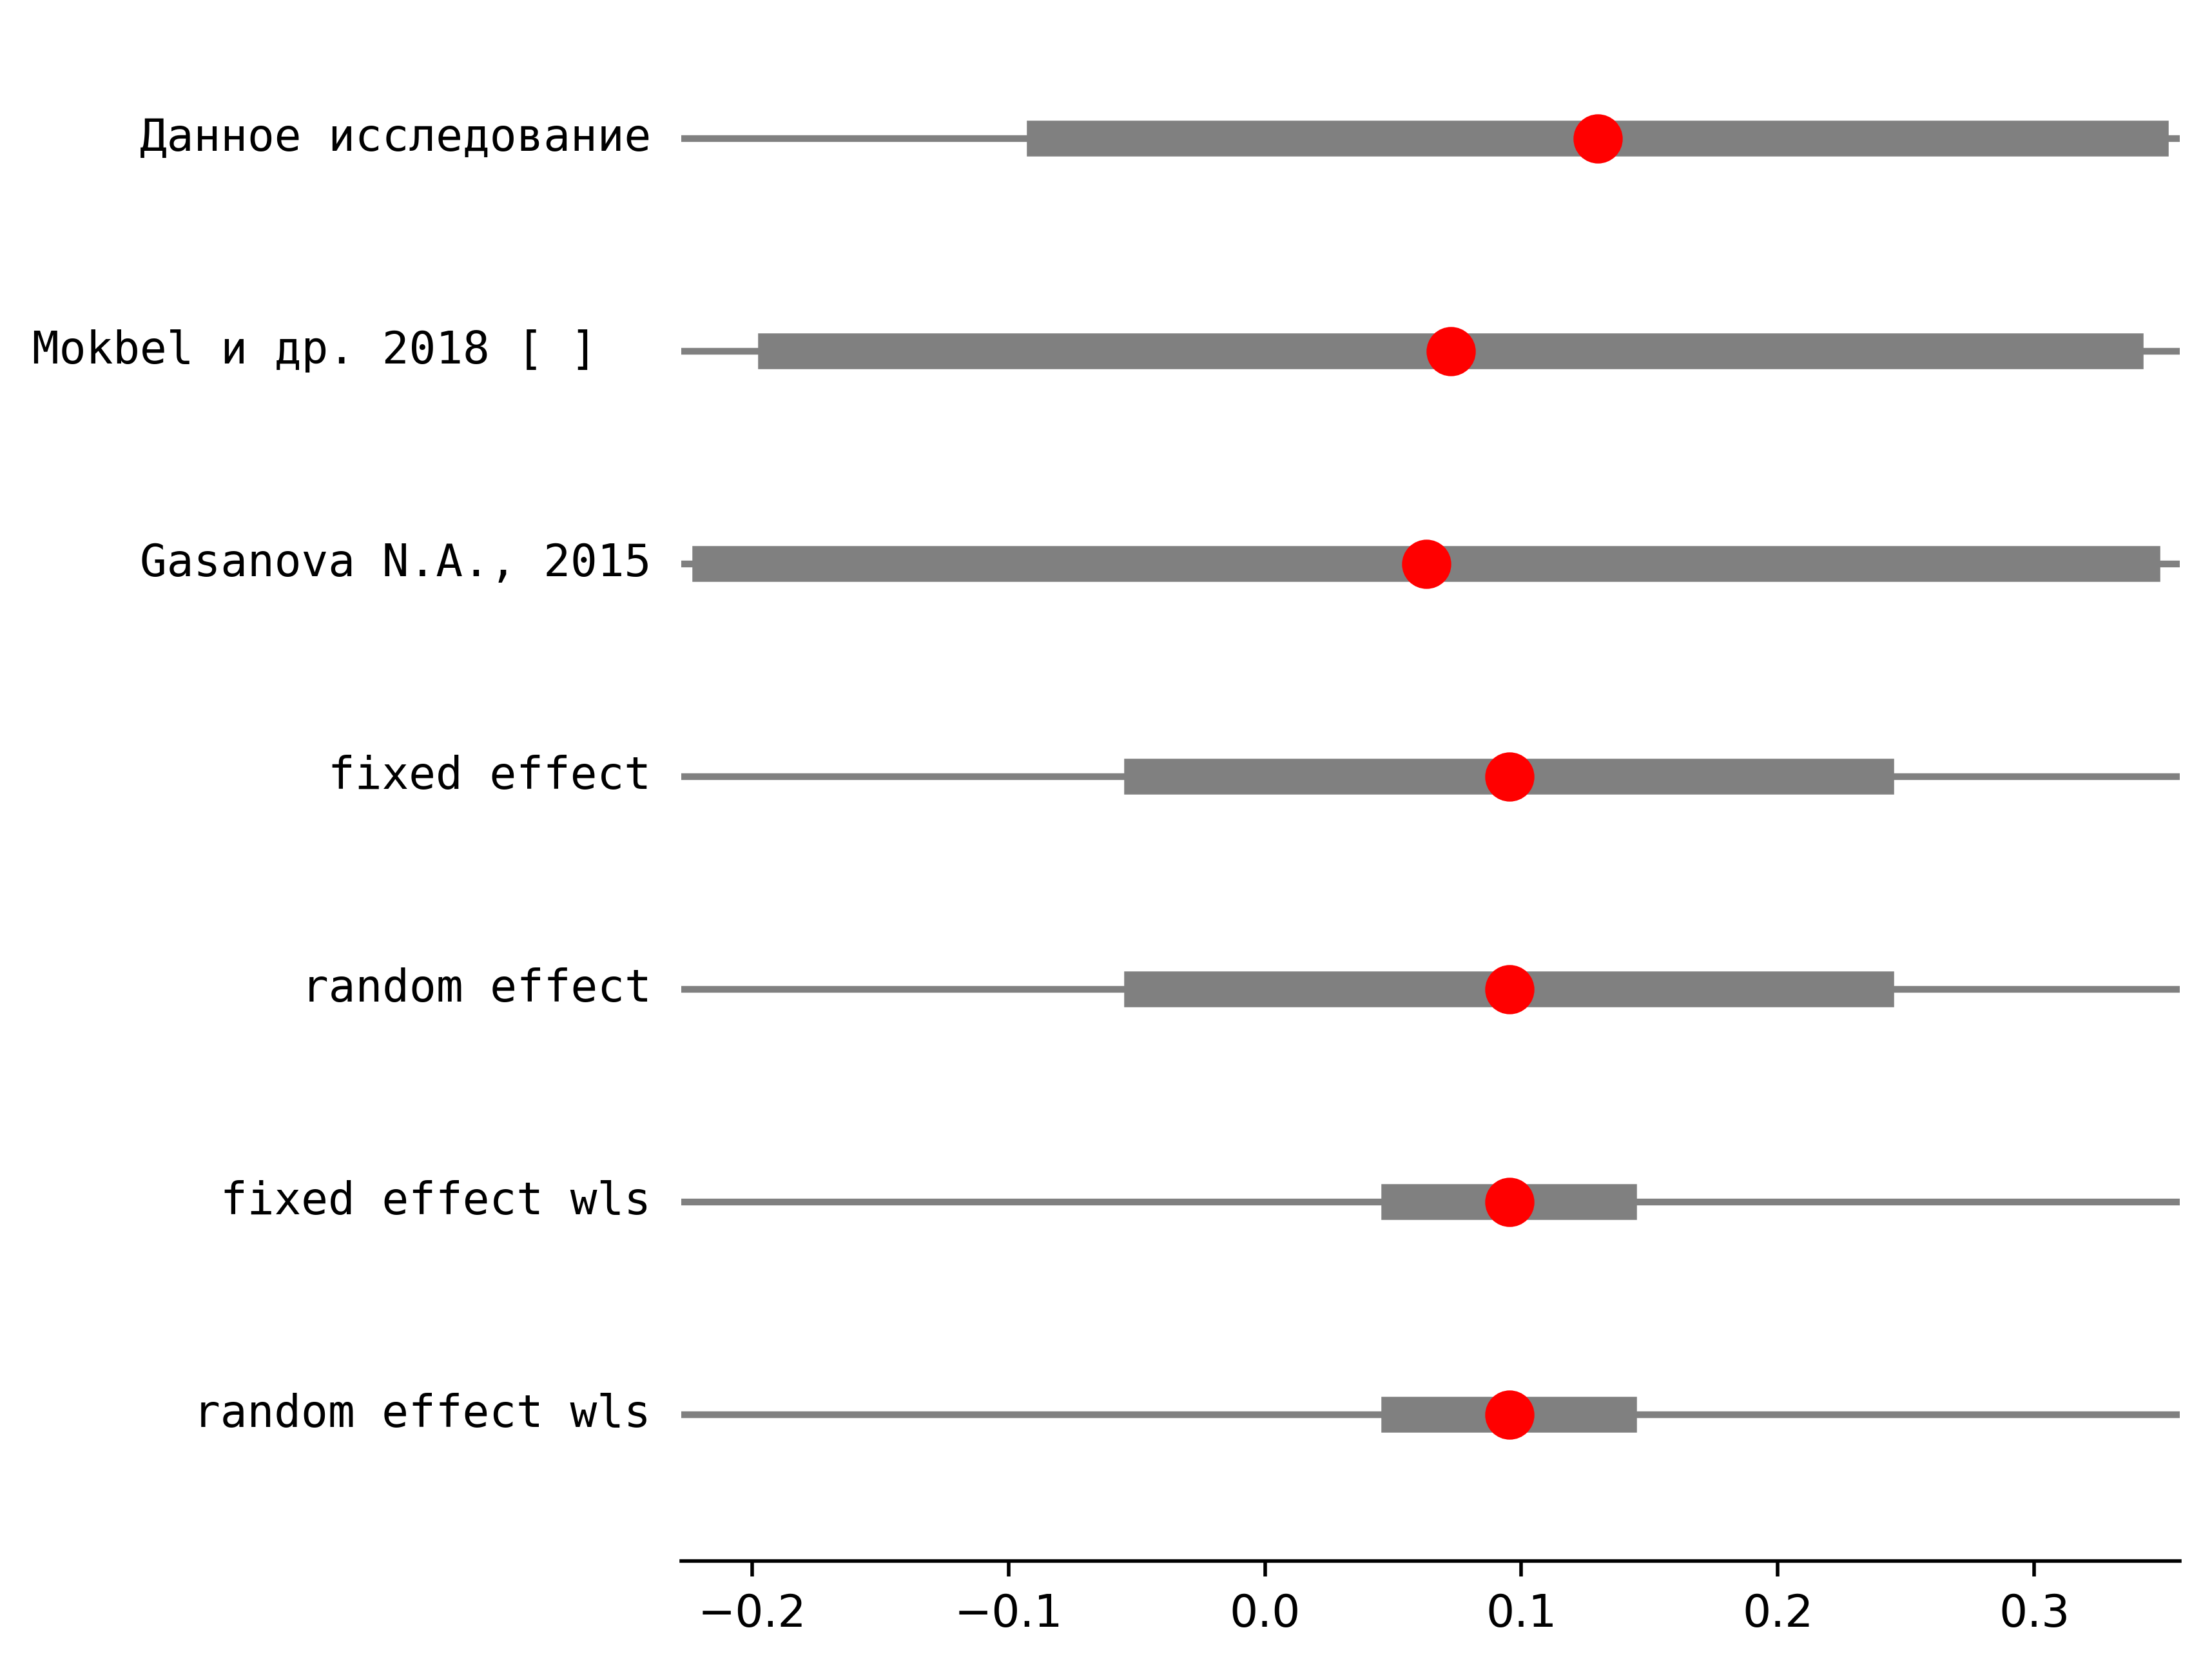 Данное исследование
Mokbel и др. 2018 [ ]
Gasanova N.A., 2015
fixed effect
random effect
fixed effect wls
random effect wls
−0.2 −0.1 0.0 0.1 0.2 0.3